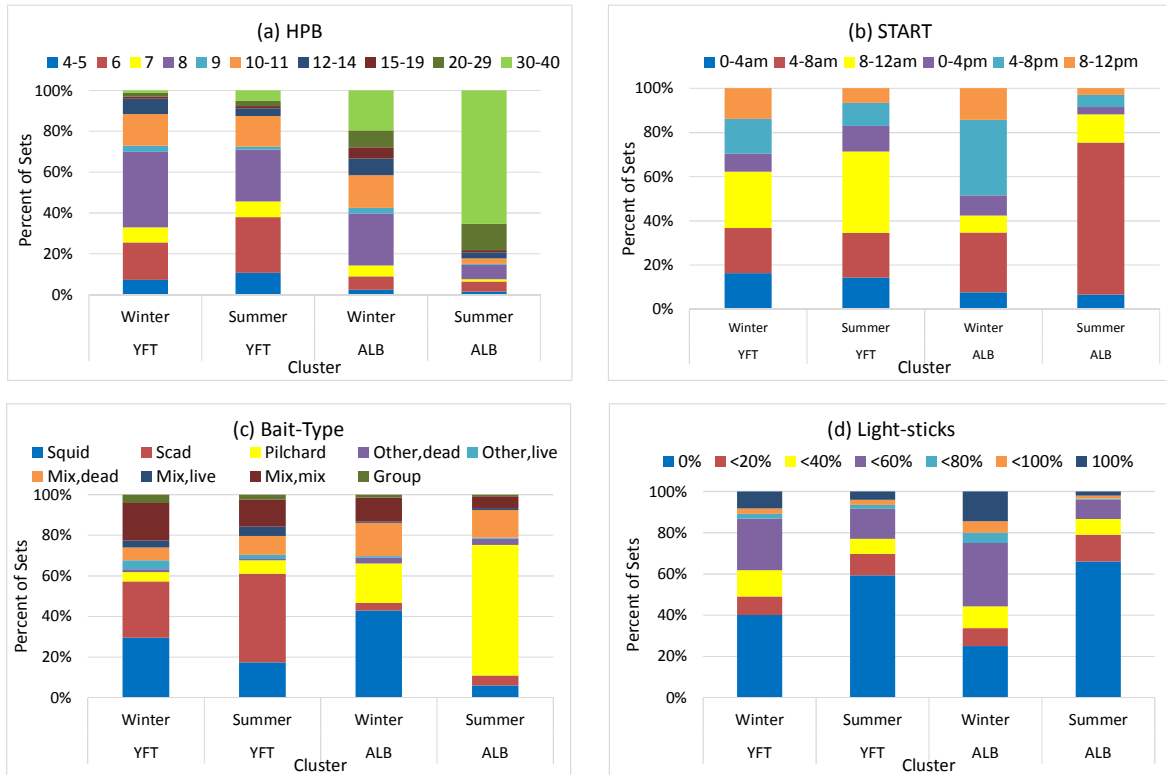 (a) HPB
4-5 6 7 8 9 10-11 12-14 15-19 20-29 30-40
Percent of Sets
100%
80%
60%
40%
20%
0%
Winter Summer Winter Summer
YFT YFT ALB ALB
Cluster
(b) START
0-4am 4-8am 8-12am 0-4pm 4-8pm 8-12pm
Percent of Sets
100%
80%
60%
40%
20%
0%
Winter Summer Winter Summer
YFT YFT ALB ALB
Cluster
(c) Bait-Type
Squid Scad Pilchard Other,dead Other,live
Mix,dead Mix,live Mix,mix Group
Percent of Sets
100%
80%
60%
40%
20%
0%
Winter Summer Winter Summer
YFT YFT ALB ALB
Cluster
(d) Light-sticks
0% <20% <40% <60% <80% <100% 100%
Percent of Sets
100%
80%
60%
40%
20%
0%
Winter Summer Winter Summer
YFT YFT ALB ALB
Cluster